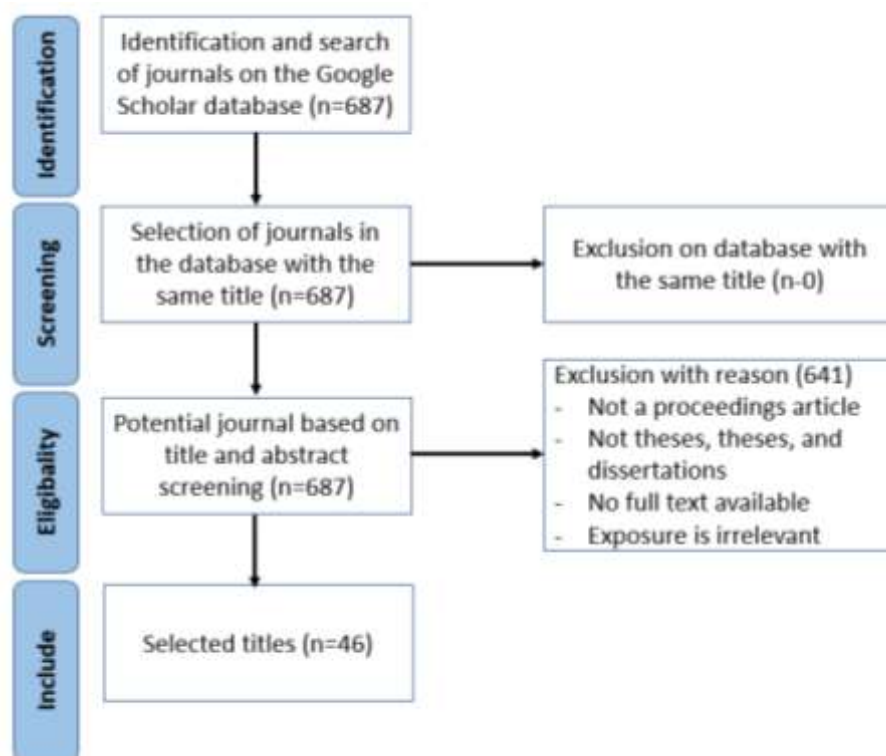 Identification
Identification and search
of journals on the Google
Scholar database (n=687)
Screening
Selection of journals in
the database with the
same title (n=687)
Exclusion on database with
the same title (n-0)
Eligibality
Potential journal based on
title and abstract
screening (n=687)
Exclusion with reason (641)
- Not a proceedings article
- Not theses, theses, and
dissertations
- No full text available
- Exposure is irrelevant
Include
Selected titles (n=46)